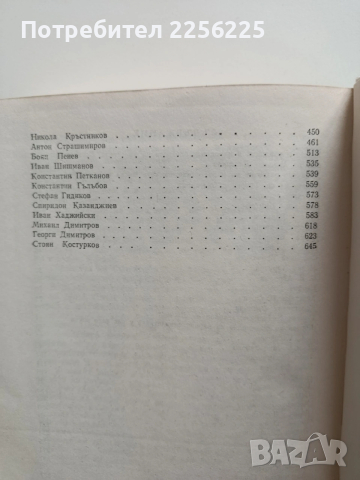 Потребител 2256225
Никола Кръстников 450
Антон Страшимиров 461
Боян Пенев 513
Иван Шишманов 535
Константин Петканов 539
Константин Гълъбов 559
Стефан Гидиков 573
Спиридон Казанджиев 578
Иван Хаджийски 583
Михаил Димитров 618
Георги Димитров 623
Стоян Костурков 645
BAZAR